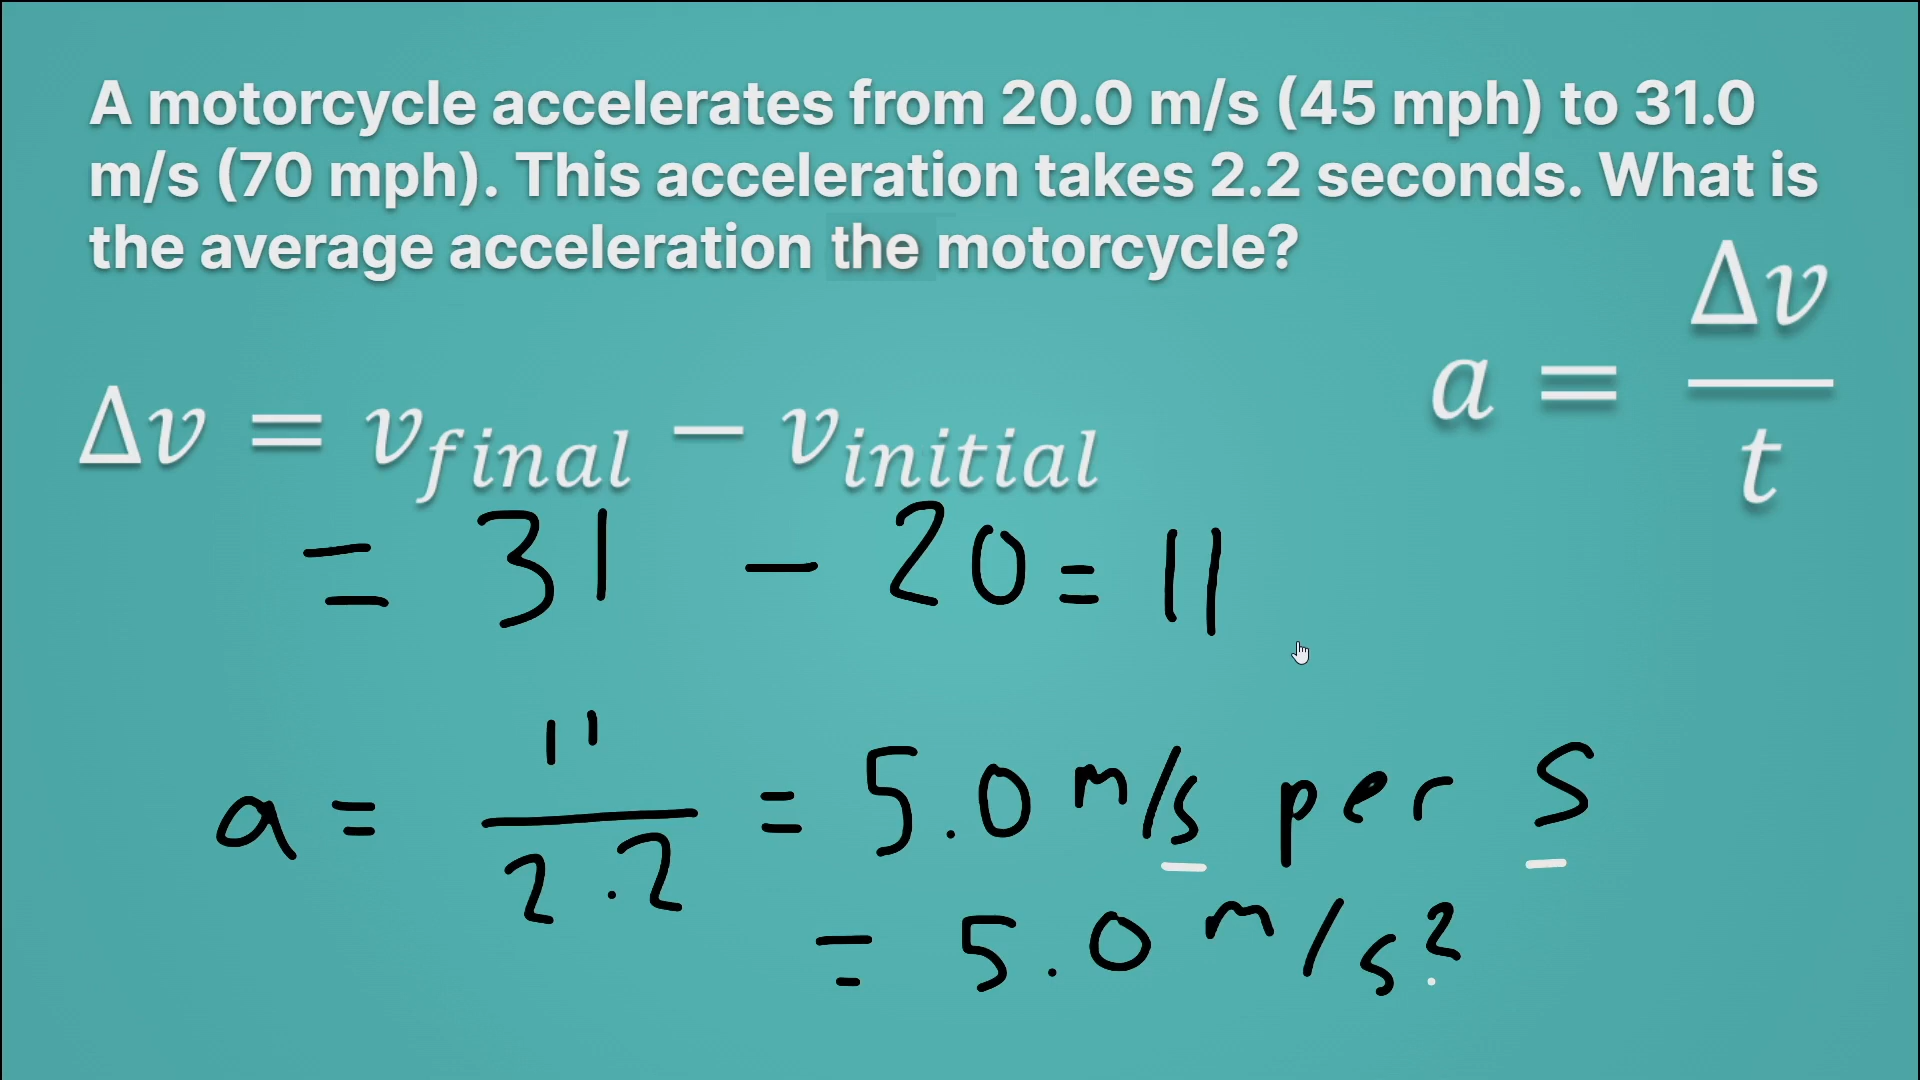 A motorcycle accelerates from 20.0 m/s (45 mph) to 31.0
m/s (70 mph). This acceleration takes 2.2 seconds. What is
the average acceleration the motorcycle?
a = Δv/t
Δv = v_final − v_initial
= 31 − 20 = 11
a = 11/2.2 = 5.0 m/s per s
= 5.0 m/s²